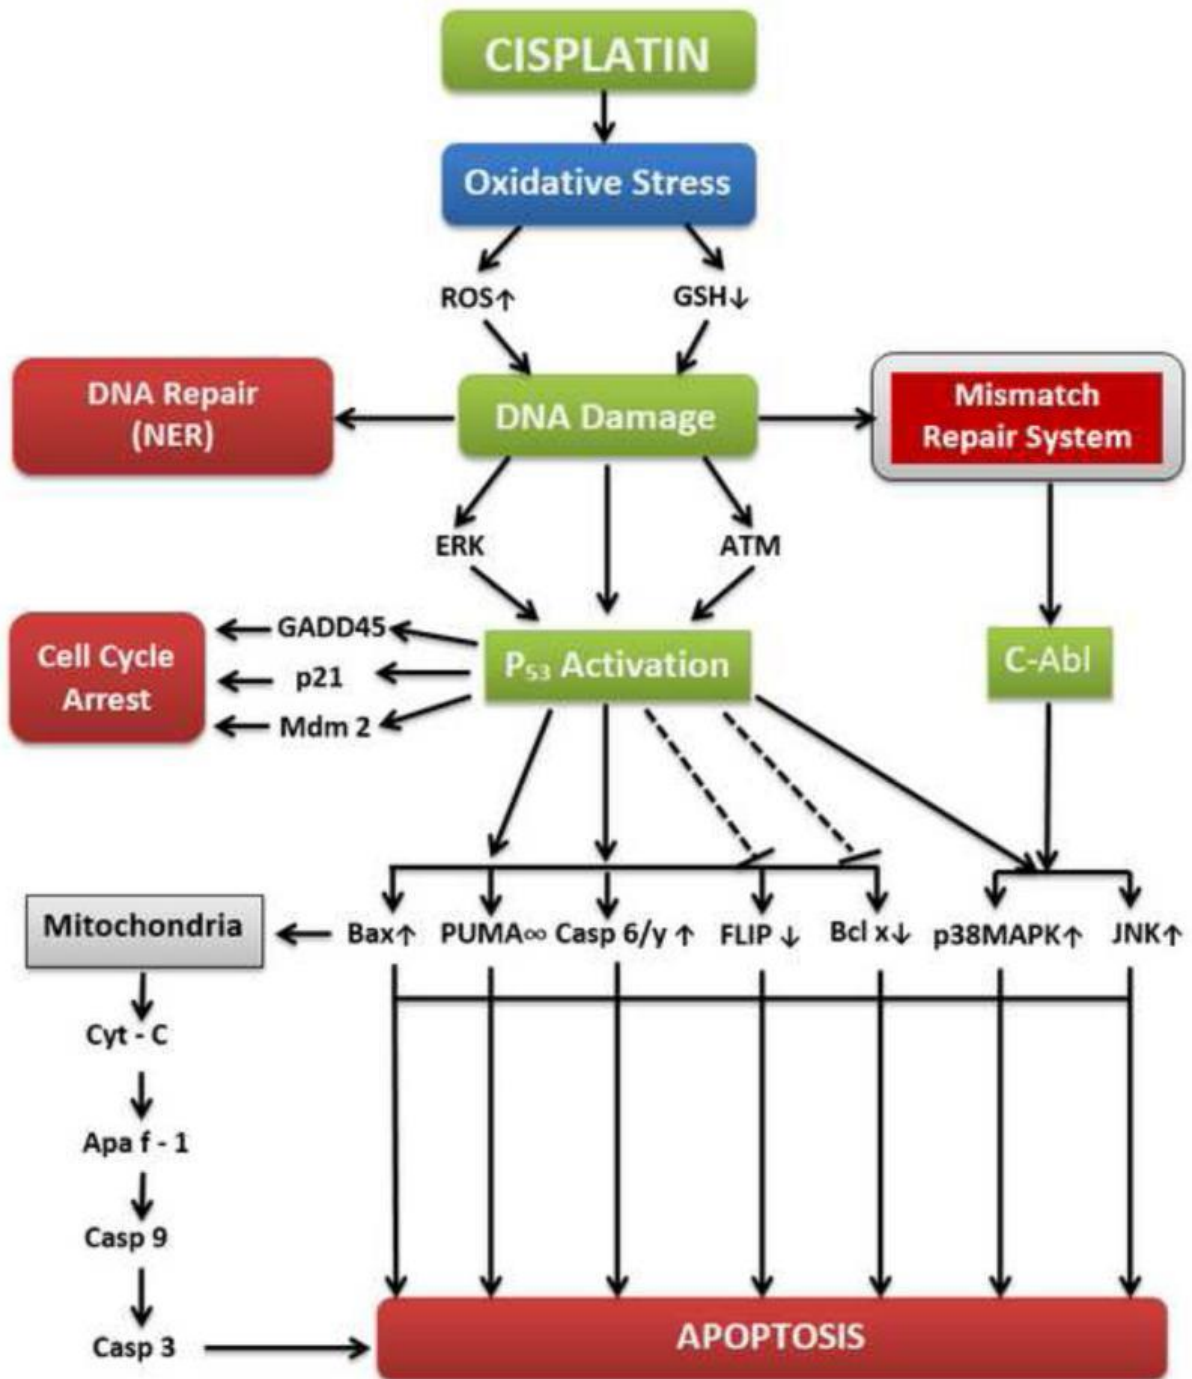 CISPLATIN
Oxidative Stress
ROS↑
GSH↓
DNA Repair
(NER)
DNA Damage
Mismatch
Repair System
ERK
ATM
Cell Cycle
Arrest
GADD45
p21
Mdm 2
P₅₃ Activation
C-Abl
Mitochondria
Bax↑
PUMA∞
Casp 6/y ↑
FLIP ↓
Bcl x↓
p38MAPK↑
JNK↑
Cyt - C
Apa f - 1
Casp 9
Casp 3
APOPTOSIS